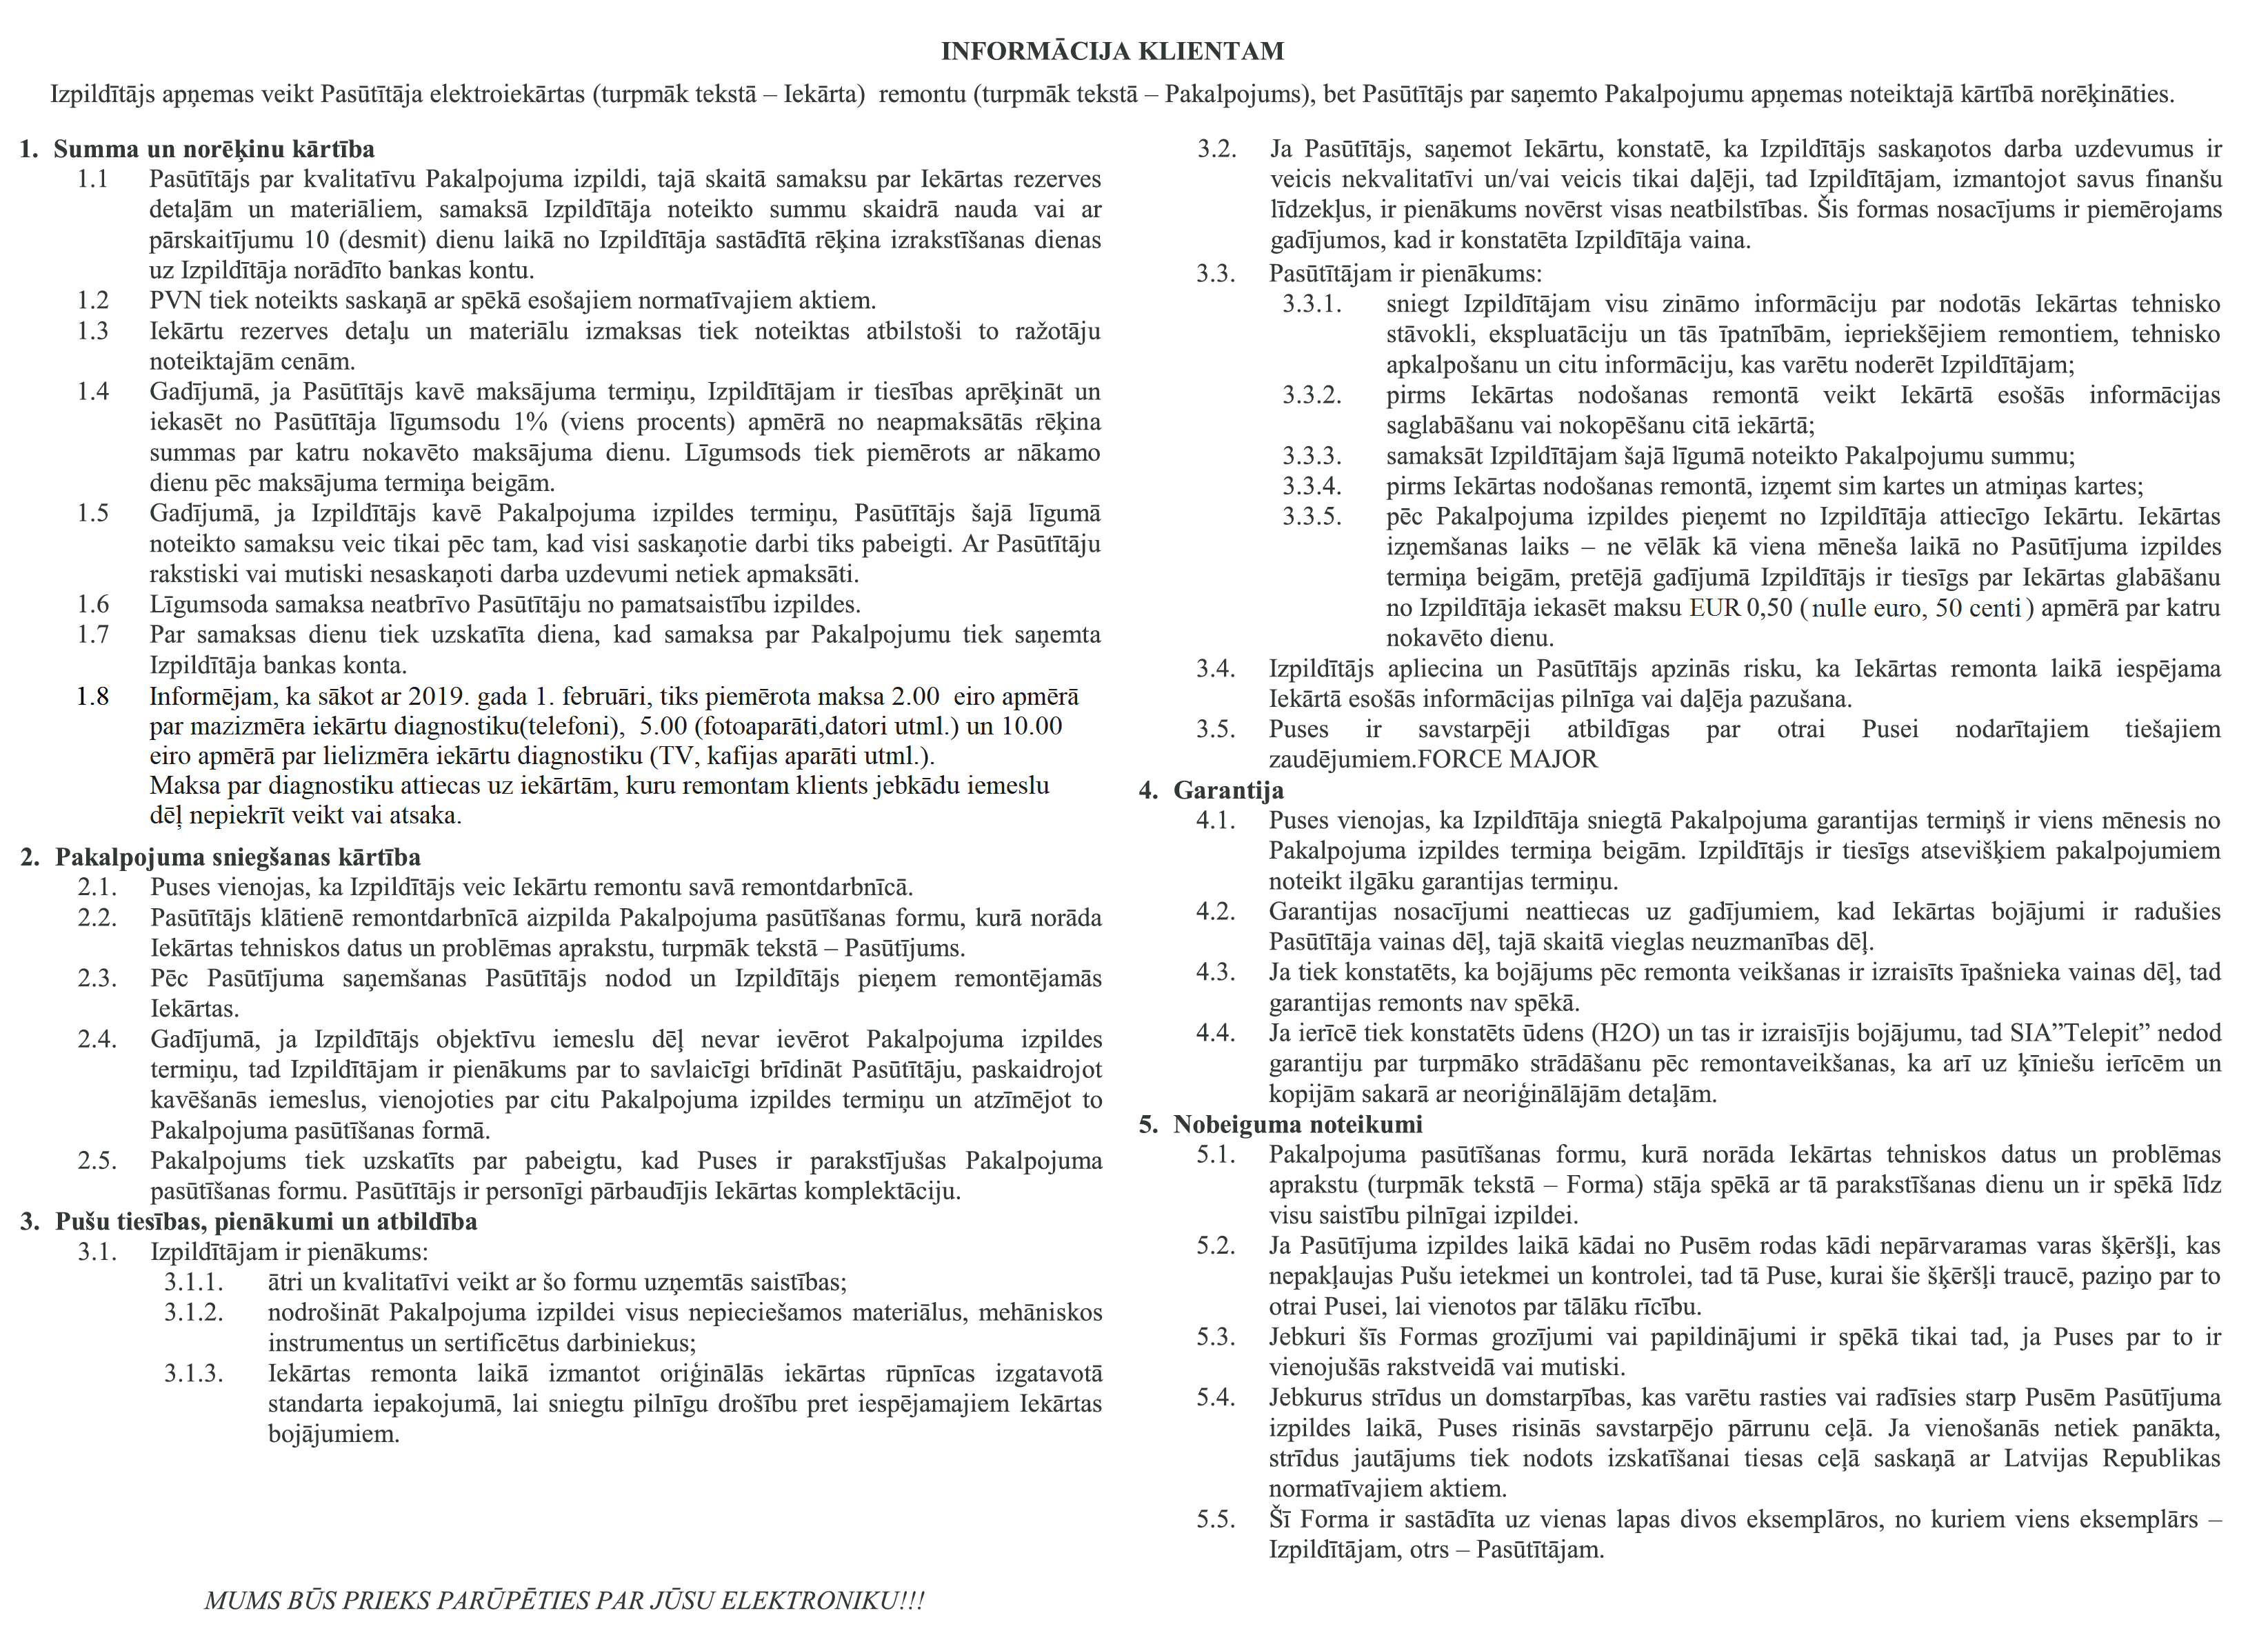 INFORMĀCIJA KLIENTAM
Izpildītājs apņemas veikt Pasūtītāja elektroiekārtas (turpmāk tekstā – Iekārta) remontu (turpmāk tekstā – Pakalpojums), bet Pasūtītājs par saņemto Pakalpojumu apņemas noteiktajā kārtībā norēķināties.
1. Summa un norēķinu kārtība
1.1 Pasūtītājs par kvalitatīvu Pakalpojuma izpildi, tajā skaitā samaksu par Iekārtas rezerves
detaļām un materiāliem, samaksā Izpildītāja noteikto summu skaidrā nauda vai ar
pārskaitījumu 10 (desmit) dienu laikā no Izpildītāja sastādītā rēķina izrakstīšanas dienas
uz Izpildītāja norādīto bankas kontu.
1.2 PVN tiek noteikts saskaņā ar spēkā esošajiem normatīvajiem aktiem.
1.3 Iekārtu rezerves detaļu un materiālu izmaksas tiek noteiktas atbilstoši to ražotāju
noteiktajām cenām.
1.4 Gadījumā, ja Pasūtītājs kavē maksājuma termiņu, Izpildītājam ir tiesības aprēķināt un
iekasēt no Pasūtītāja līgumsodu 1% (viens procents) apmērā no neapmaksātās rēķina
summas par katru nokavēto maksājuma dienu. Līgumsods tiek piemērots ar nākamo
dienu pēc maksājuma termiņa beigām.
1.5 Gadījumā, ja Izpildītājs kavē Pakalpojuma izpildes termiņu, Pasūtītājs šajā līgumā
noteikto samaksu veic tikai pēc tam, kad visi saskaņotie darbi tiks pabeigti. Ar Pasūtītāju
rakstiski vai mutiski nesaskaņoti darba uzdevumi netiek apmaksāti.
1.6 Līgumsoda samaksa neatbrīvo Pasūtītāju no pamatsaistību izpildes.
1.7 Par samaksas dienu tiek uzskatīta diena, kad samaksa par Pakalpojumu tiek saņemta
Izpildītāja bankas konta.
1.8 Informējam, ka sākot ar 2019. gada 1. februāri, tiks piemērota maksa 2.00 eiro apmērā
par mazizmēra iekārtu diagnostiku(telefoni), 5.00 (fotoaparāti,datori utml.) un 10.00
eiro apmērā par lielizmēra iekārtu diagnostiku (TV, kafijas aparāti utml.).
Maksa par diagnostiku attiecas uz iekārtām, kuru remontam klients jebkādu iemeslu
dēļ nepiekrīt veikt vai atsaka.
2. Pakalpojuma sniegšanas kārtība
2.1. Puses vienojas, ka Izpildītājs veic Iekārtu remontu savā remontdarbnīcā.
2.2. Pasūtītājs klātienē remontdarbnīcā aizpilda Pakalpojuma pasūtīšanas formu, kurā norāda
Iekārtas tehniskos datus un problēmas aprakstu, turpmāk tekstā – Pasūtījums.
2.3. Pēc Pasūtījuma saņemšanas Pasūtītājs nodod un Izpildītājs pieņem remontējamās
Iekārtas.
2.4. Gadījumā, ja Izpildītājs objektīvu iemeslu dēļ nevar ievērot Pakalpojuma izpildes
termiņu, tad Izpildītājam ir pienākums par to savlaicīgi brīdināt Pasūtītāju, paskaidrojot
kavēšanās iemeslus, vienojoties par citu Pakalpojuma izpildes termiņu un atzīmējot to
Pakalpojuma pasūtīšanas formā.
2.5. Pakalpojums tiek uzskatīts par pabeigtu, kad Puses ir parakstījušas Pakalpojuma
pasūtīšanas formu. Pasūtītājs ir personīgi pārbaudījis Iekārtas komplektāciju.
3. Pušu tiesības, pienākumi un atbildība
3.1. Izpildītājam ir pienākums:
3.1.1. ātri un kvalitatīvi veikt ar šo formu uzņemtās saistības;
3.1.2. nodrošināt Pakalpojuma izpildei visus nepieciešamos materiālus, mehāniskos
instrumentus un sertificētus darbiniekus;
3.1.3. Iekārtas remonta laikā izmantot oriģinālās iekārtas rūpnīcas izgatavotā
standarta iepakojumā, lai sniegtu pilnīgu drošību pret iespējamajiem Iekārtas
bojājumiem.
MUMS BŪS PRIEKS PARŪPĒTIES PAR JŪSU ELEKTRONIKU!!!
3.2. Ja Pasūtītājs, saņemot Iekārtu, konstatē, ka Izpildītājs saskaņotos darba uzdevumus ir
veicis nekvalitatīvi un/vai veicis tikai daļēji, tad Izpildītājam, izmantojot savus finanšu
līdzekļus, ir pienākums novērst visas neatbilstības. Šis formas nosacījums ir piemērojams
gadījumos, kad ir konstatēta Izpildītāja vaina.
3.3. Pasūtītājam ir pienākums:
3.3.1. sniegt Izpildītājam visu zināmo informāciju par nodotās Iekārtas tehnisko
stāvokli, ekspluatāciju un tās īpatnībām, iepriekšējiem remontiem, tehnisko
apkalpošanu un citu informāciju, kas varētu noderēt Izpildītājam;
3.3.2. pirms Iekārtas nodošanas remontā veikt Iekārtā esošās informācijas
saglabāšanu vai nokopēšanu citā iekārtā;
3.3.3. samaksāt Izpildītājam šajā līgumā noteikto Pakalpojumu summu;
3.3.4. pirms Iekārtas nodošanas remontā, izņemt sim kartes un atmiņas kartes;
3.3.5. pēc Pakalpojuma izpildes pieņemt no Izpildītāja attiecīgo Iekārtu. Iekārtas
izņemšanas laiks – ne vēlāk kā viena mēneša laikā no Pasūtījuma izpildes
termiņa beigām, pretējā gadījumā Izpildītājs ir tiesīgs par Iekārtas glabāšanu
no Izpildītāja iekasēt maksu EUR 0,50 (nulle euro, 50 centi) apmērā par katru
nokavēto dienu.
3.4. Izpildītājs apliecina un Pasūtītājs apzinās risku, ka Iekārtas remonta laikā iespējama
Iekārtā esošās informācijas pilnīga vai daļēja pazušana.
3.5. Puses ir savstarpēji atbildīgas par otrai Pusei nodarītajiem tiešajiem
zaudējumiem.FORCE MAJOR
4. Garantija
4.1. Puses vienojas, ka Izpildītāja sniegtā Pakalpojuma garantijas termiņš ir viens mēnesis no
Pakalpojuma izpildes termiņa beigām. Izpildītājs ir tiesīgs atsevišķiem pakalpojumiem
noteikt ilgāku garantijas termiņu.
4.2. Garantijas nosacījumi neattiecas uz gadījumiem, kad Iekārtas bojājumi ir radušies
Pasūtītāja vainas dēļ, tajā skaitā vieglas neuzmanības dēļ.
4.3. Ja tiek konstatēts, ka bojājums pēc remonta veikšanas ir izraisīts īpašnieka vainas dēļ, tad
garantijas remonts nav spēkā.
4.4. Ja ierīcē tiek konstatēts ūdens (H2O) un tas ir izraisījis bojājumu, tad SIA”Telepit” nedod
garantiju par turpmāko strādāšanu pēc remontaveikšanas, ka arī uz ķīniešu ierīcēm un
kopijām sakarā ar neoriģinālājām detaļām.
5. Nobeiguma noteikumi
5.1. Pakalpojuma pasūtīšanas formu, kurā norāda Iekārtas tehniskos datus un problēmas
aprakstu (turpmāk tekstā – Forma) stāja spēkā ar tā parakstīšanas dienu un ir spēkā līdz
visu saistību pilnīgai izpildei.
5.2. Ja Pasūtījuma izpildes laikā kādai no Pusēm rodas kādi nepārvaramas varas šķēršļi, kas
nepakļaujas Pušu ietekmei un kontrolei, tad tā Puse, kurai šie šķēršļi traucē, paziņo par to
otrai Pusei, lai vienotos par tālāku rīcību.
5.3. Jebkuri šīs Formas grozījumi vai papildinājumi ir spēkā tikai tad, ja Puses par to ir
vienojušās rakstveidā vai mutiski.
5.4. Jebkurus strīdus un domstarpības, kas varētu rasties vai radīsies starp Pusēm Pasūtījuma
izpildes laikā, Puses risinās savstarpējo pārrunu ceļā. Ja vienošanās netiek panākta,
strīdus jautājums tiek nodots izskatīšanai tiesas ceļā saskaņā ar Latvijas Republikas
normatīvajiem aktiem.
5.5. Šī Forma ir sastādīta uz vienas lapas divos eksemplāros, no kuriem viens eksemplārs –
Izpildītājam, otrs – Pasūtītājam.